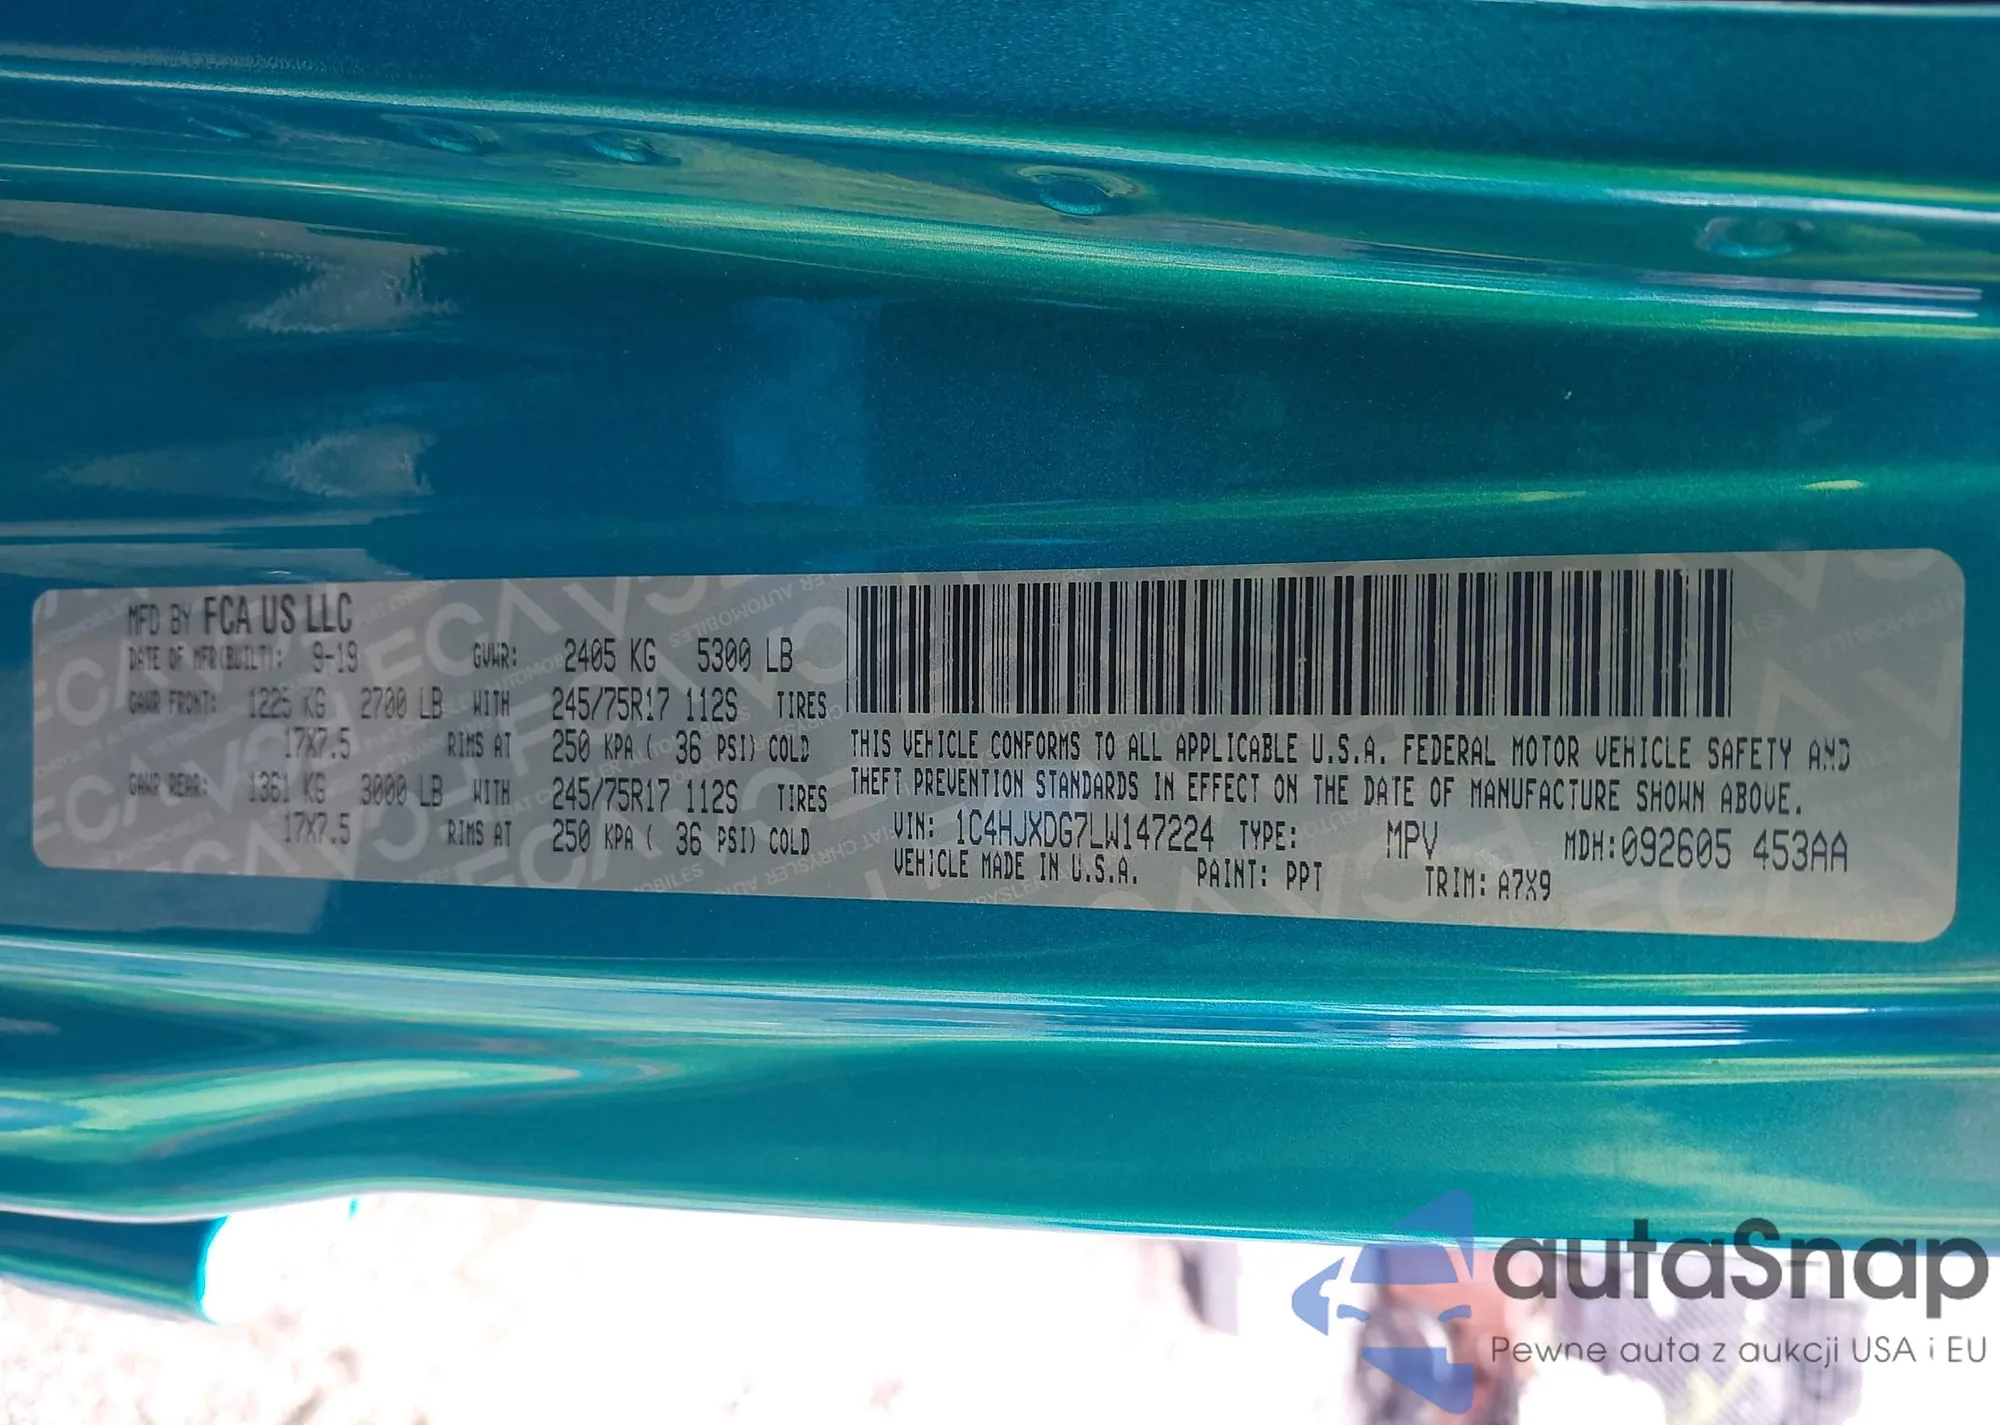 MFD BY FCA US LLC
DATE OF MFR(BUILT): 9-19 GVWR: 2405 KG 5300 LB
GAWR FRONT: 1225 KG 2700 LB WITH 245/75R17 112S TIRES
17X7.5 RIMS AT 250 KPA ( 36 PSI) COLD
GAWR REAR: 1361 KG 3000 LB WITH 245/75R17 112S TIRES
17X7.5 RIMS AT 250 KPA ( 36 PSI) COLD
THIS VEHICLE CONFORMS TO ALL APPLICABLE U.S.A. FEDERAL MOTOR VEHICLE SAFETY AND
THEFT PREVENTION STANDARDS IN EFFECT ON THE DATE OF MANUFACTURE SHOWN ABOVE.
VIN: 1C4HJXDG7LW147224 TYPE: MPV MDH:092605 453AA
VEHICLE MADE IN U.S.A. PAINT: PPT TRIM: A7X9
autaSnap
Pewne auta z aukcji USA i EU